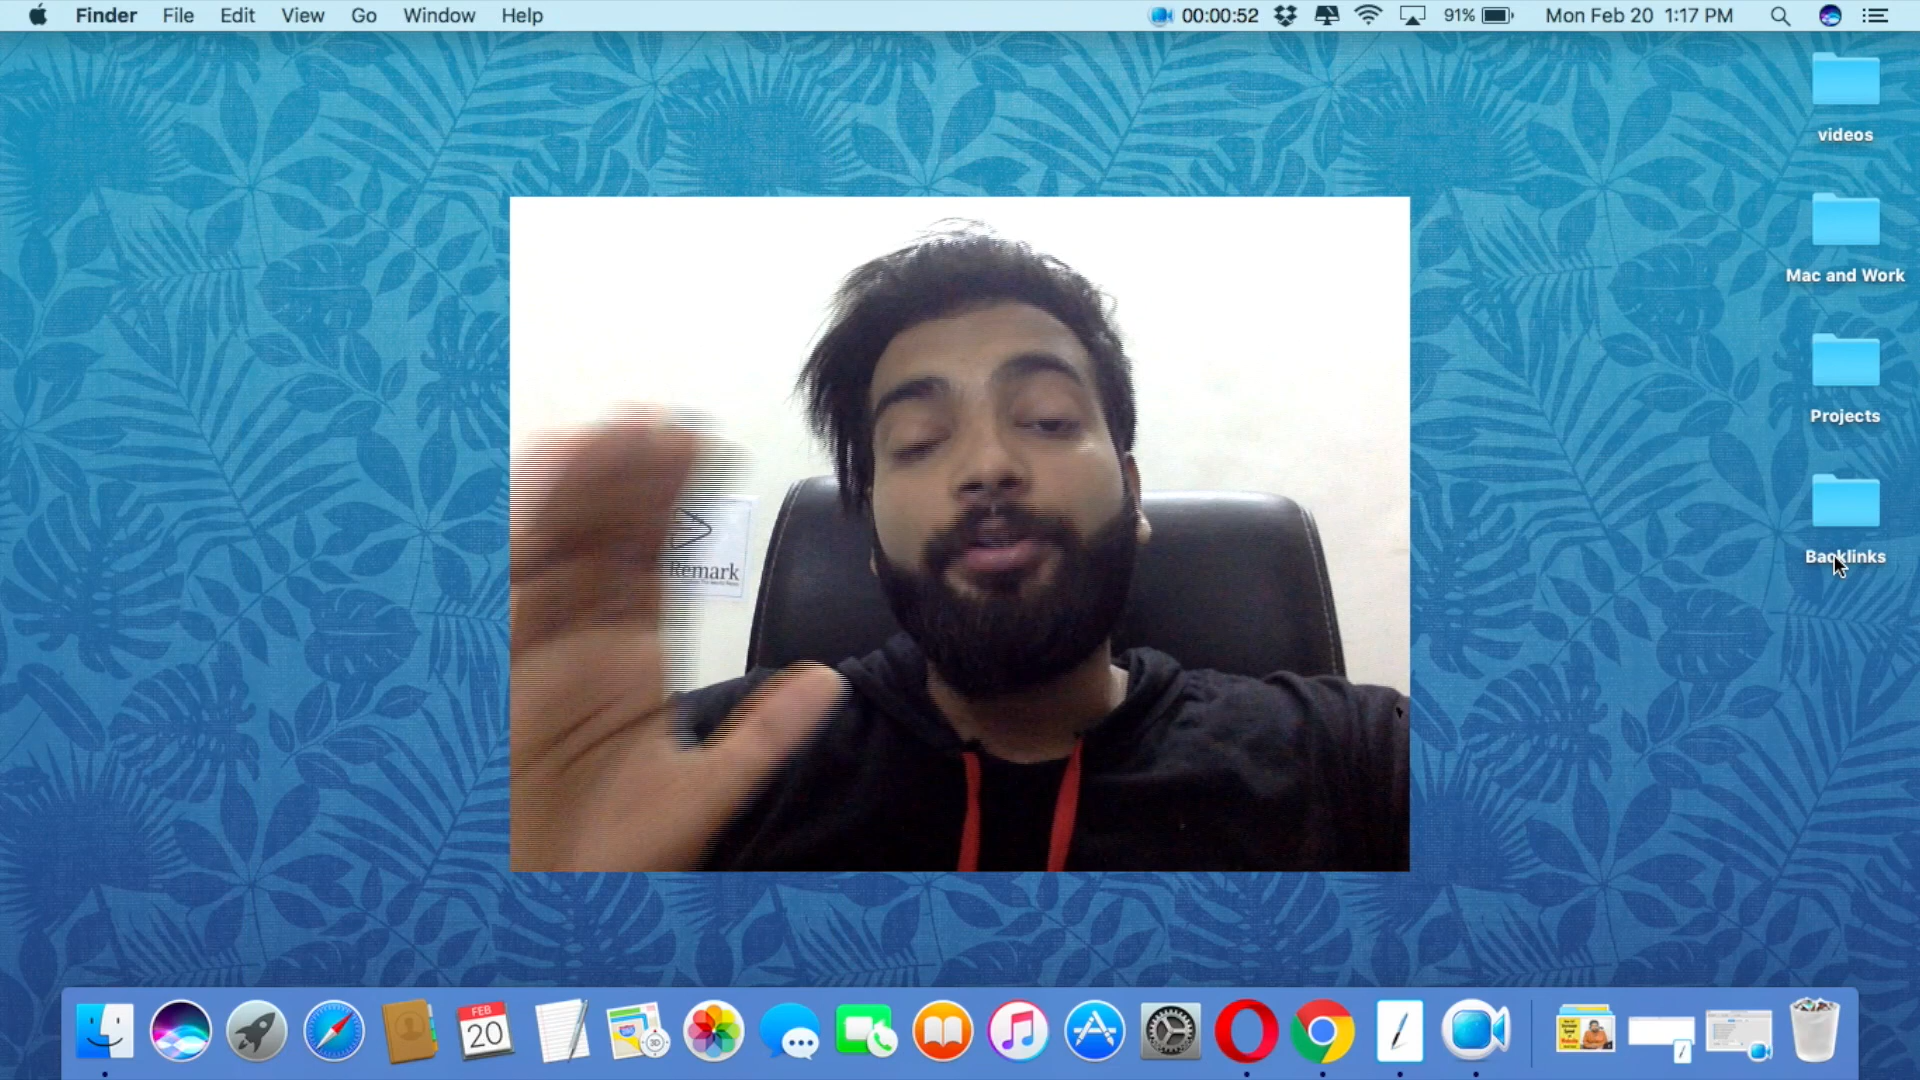 Finder File Edit View Go Window Help 00:00:52 91% Mon Feb 20 1:17 PM
videos
Mac and Work
Projects
Remark
Backlinks
FEB
20
3D